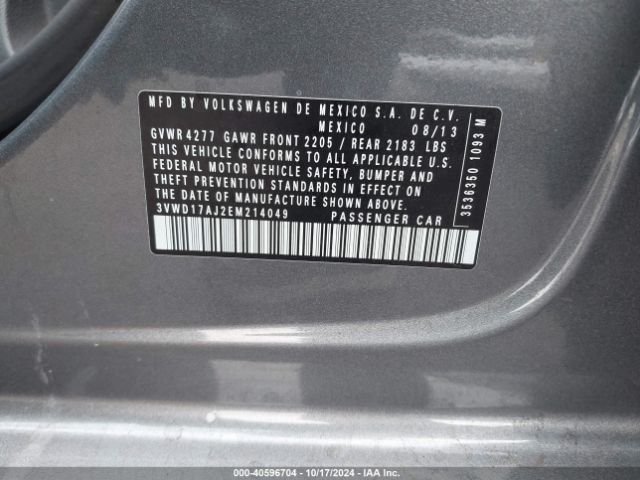 MFD BY VOLKSWAGEN DE MEXICO S.A. DE C.V.
MEXICO 08/13
GVWR 4277 GAWR FRONT 2205 / REAR 2183 LBS
THIS VEHICLE CONFORMS TO ALL APPLICABLE U.S.
FEDERAL MOTOR VEHICLE SAFETY, BUMPER AND
THEFT PREVENTION STANDARDS IN EFFECT ON
THE DATE OF MANUFACTURE SHOWN ABOVE.
3VWD17AJ2EM214049 PASSENGER CAR
3536350 1093 M
000-40596704 | 10/17/2024 | IAA Inc.